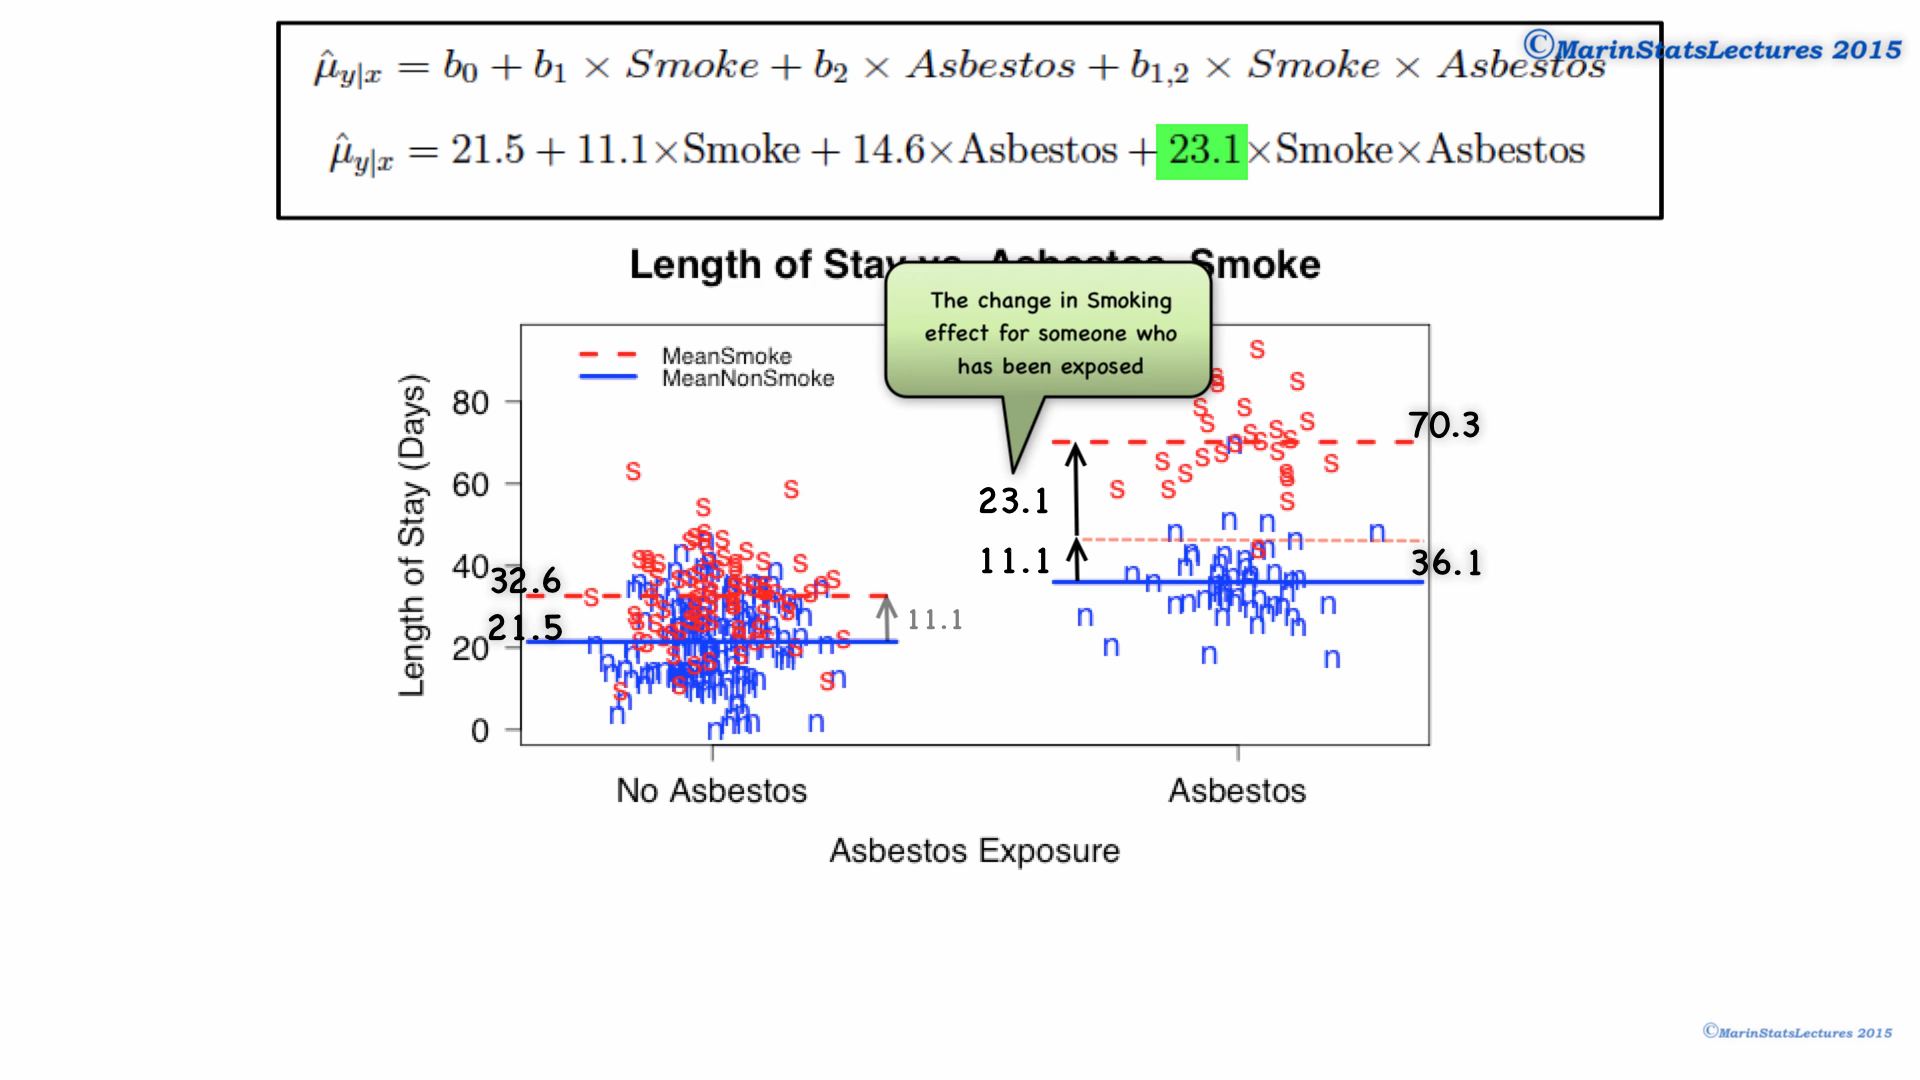 ©MarinStatsLectures 2015
μ̂y|x = b0 + b1 × Smoke + b2 × Asbestos + b1,2 × Smoke × Asbestos
μ̂y|x = 21.5 + 11.1×Smoke + 14.6×Asbestos + 23.1×Smoke×Asbestos
Length of Stay Smoke
The change in Smoking
effect for someone who
has been exposed
MeanSmoke
MeanNonSmoke
Length of Stay (Days)
80
60
40
20
0
32.6
21.5
11.1
23.1
11.1
70.3
36.1
No Asbestos
Asbestos
Asbestos Exposure
©MarinStatsLectures 2015